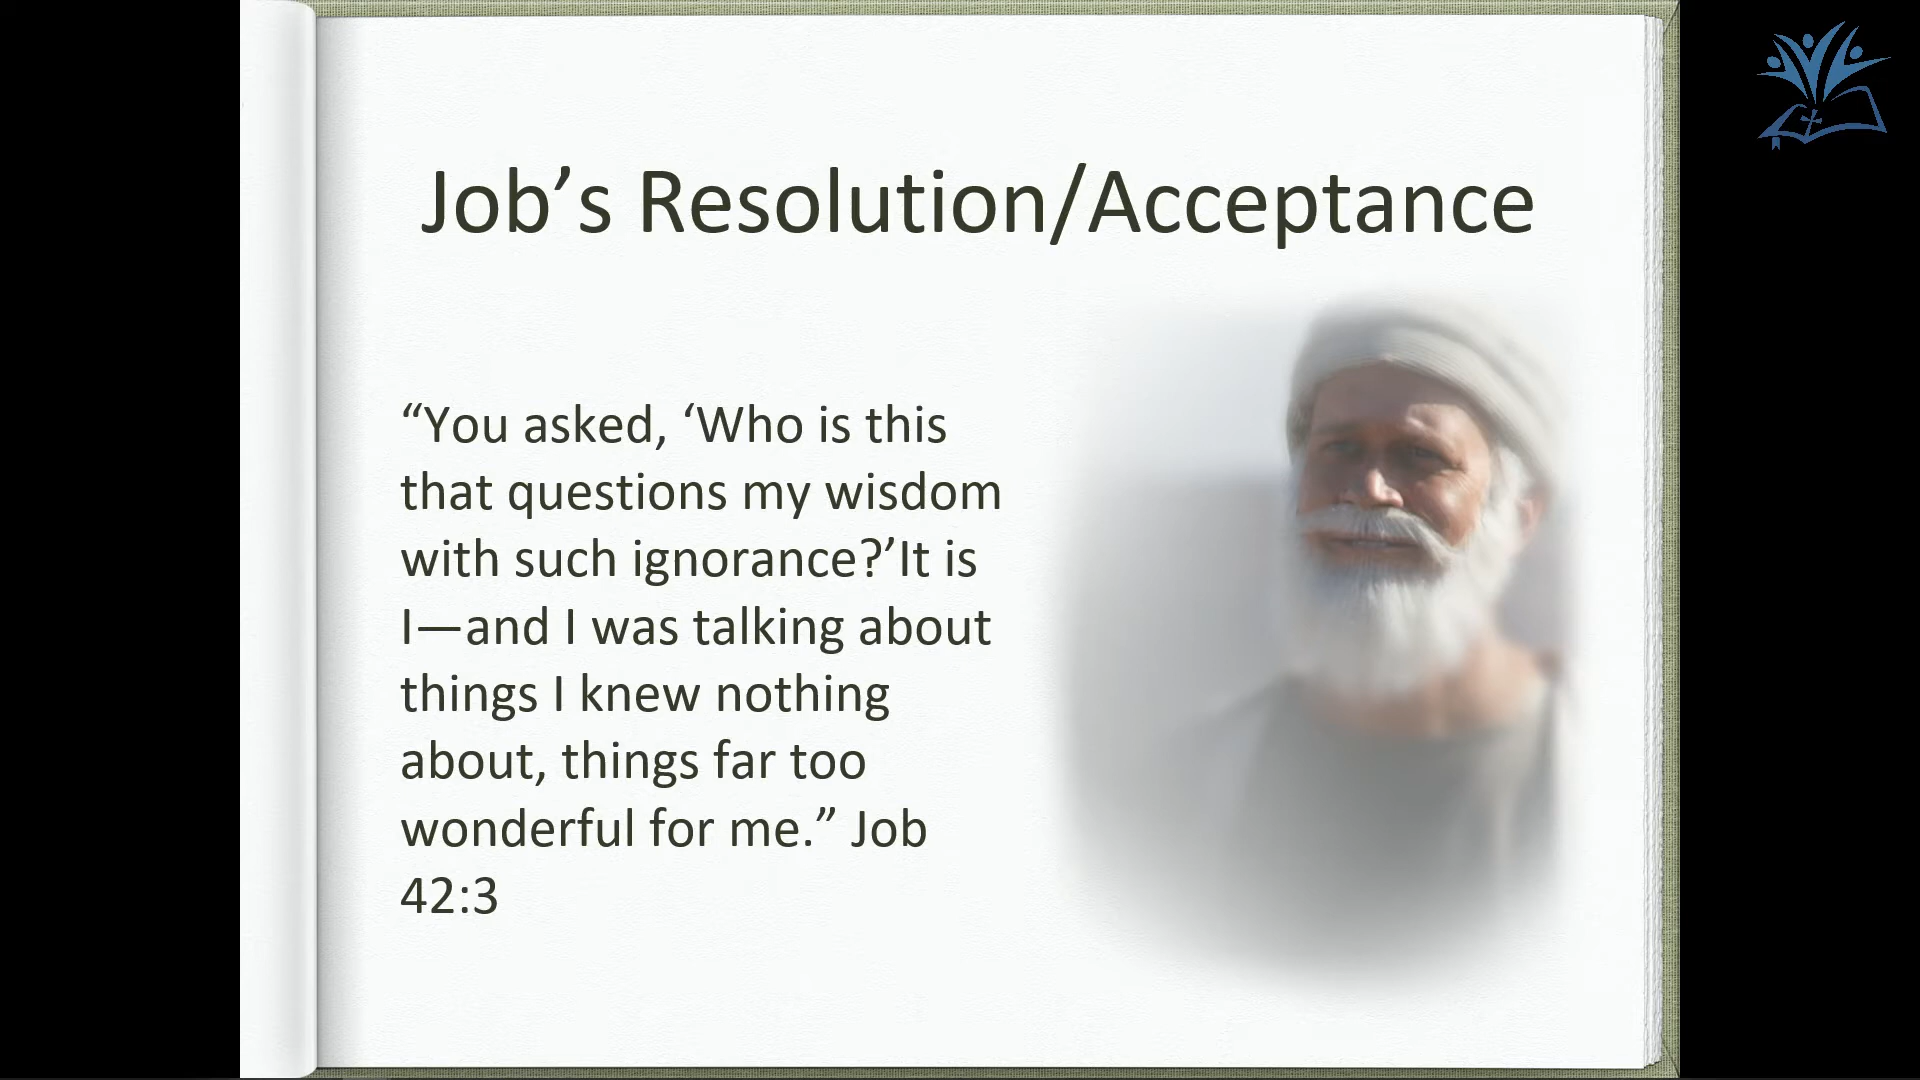 Job’s Resolution/Acceptance
“You asked, ‘Who is this
that questions my wisdom
with such ignorance?’It is
I—and I was talking about
things I knew nothing
about, things far too
wonderful for me.” Job
42:3